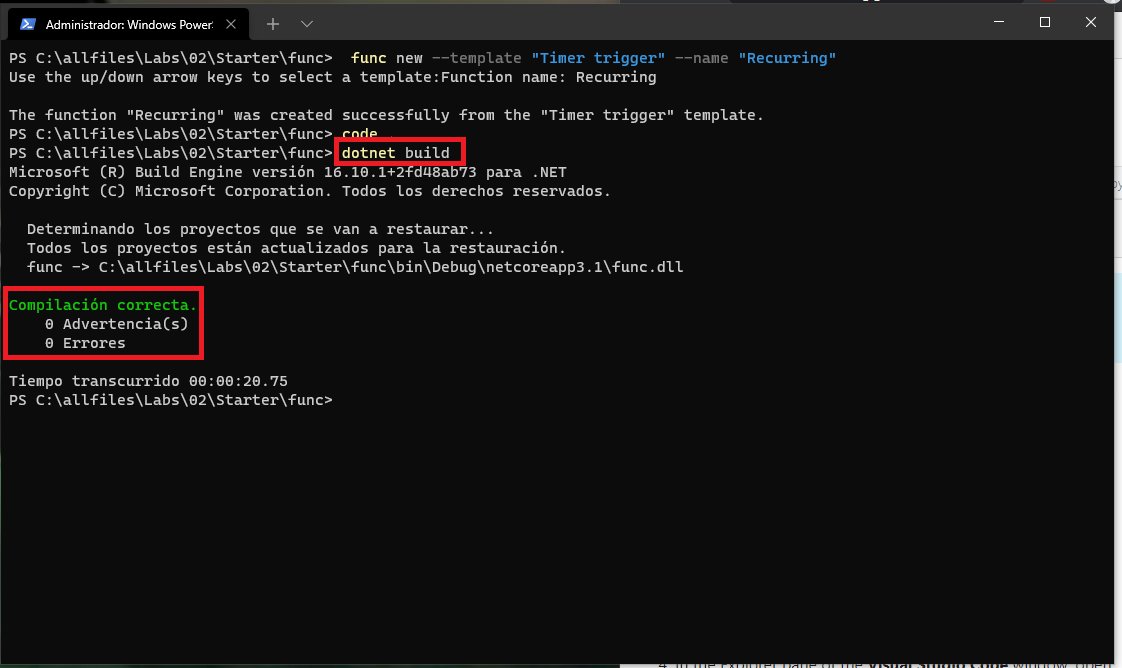 Administrador: Windows Power
PS C:\allfiles\Labs\02\Starter\func>  func new --template "Timer trigger" --name "Recurring"
Use the up/down arrow keys to select a template:Function name: Recurring
The function "Recurring" was created successfully from the "Timer trigger" template.
PS C:\allfiles\Labs\02\Starter\func> code .
PS C:\allfiles\Labs\02\Starter\func> dotnet build
Microsoft (R) Build Engine versión 16.10.1+2fd48ab73 para .NET
Copyright (C) Microsoft Corporation. Todos los derechos reservados.
Determinando los proyectos que se van a restaurar...
Todos los proyectos están actualizados para la restauración.
func -> C:\allfiles\Labs\02\Starter\func\bin\Debug\netcoreapp3.1\func.dll
Compilación correcta.
0 Advertencia(s)
0 Errores
Tiempo transcurrido 00:00:20.75
PS C:\allfiles\Labs\02\Starter\func>
4. In the Explorer pane of the Visual Studio Code window, open